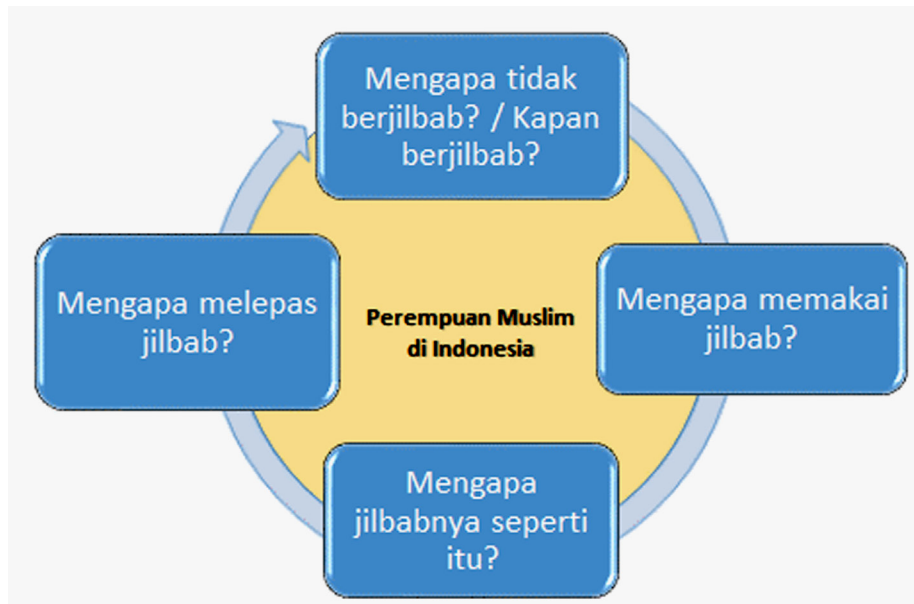 Mengapa tidak
berjilbab? / Kapan
berjilbab?
Mengapa memakai
jilbab?
Mengapa
jilbabnya seperti
itu?
Mengapa melepas
jilbab?
Perempuan Muslim
di Indonesia